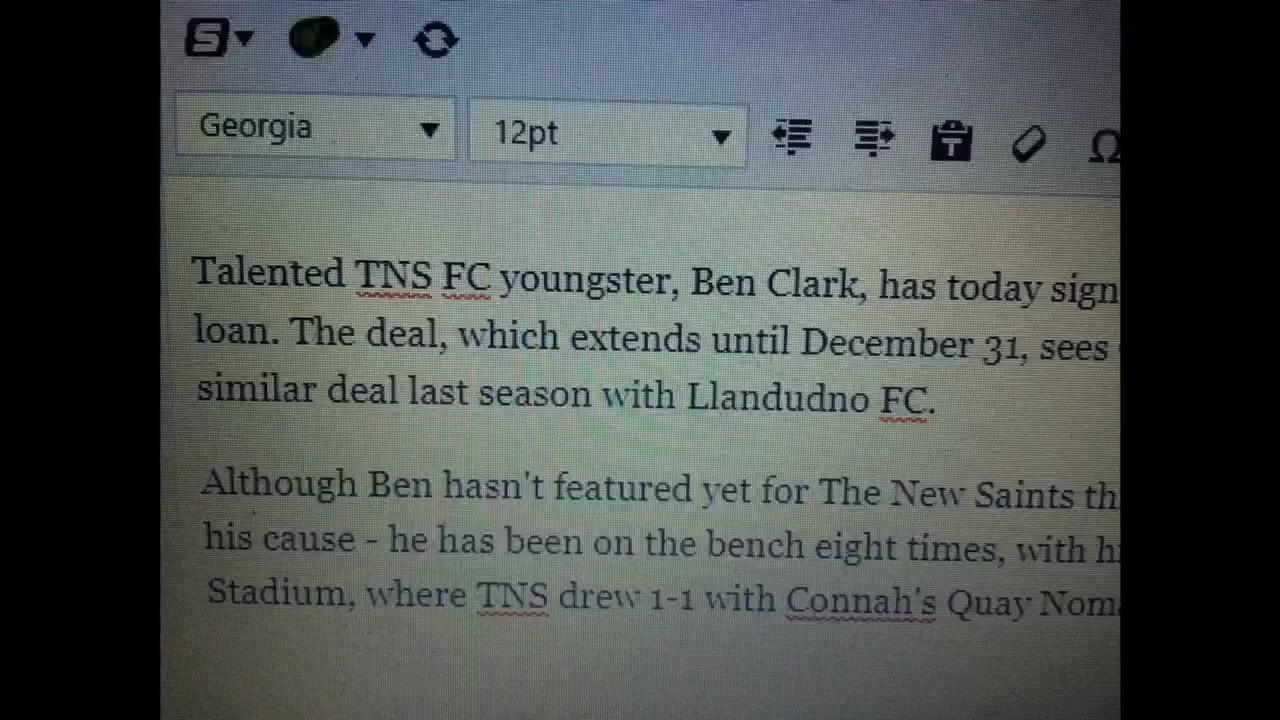 Georgia
12pt
Talented TNS FC youngster, Ben Clark, has today sign
loan. The deal, which extends until December 31, sees
similar deal last season with Llandudno FC.
Although Ben hasn't featured yet for The New Saints th
his cause - he has been on the bench eight times, with h
Stadium, where TNS drew 1-1 with Connah's Quay Nom